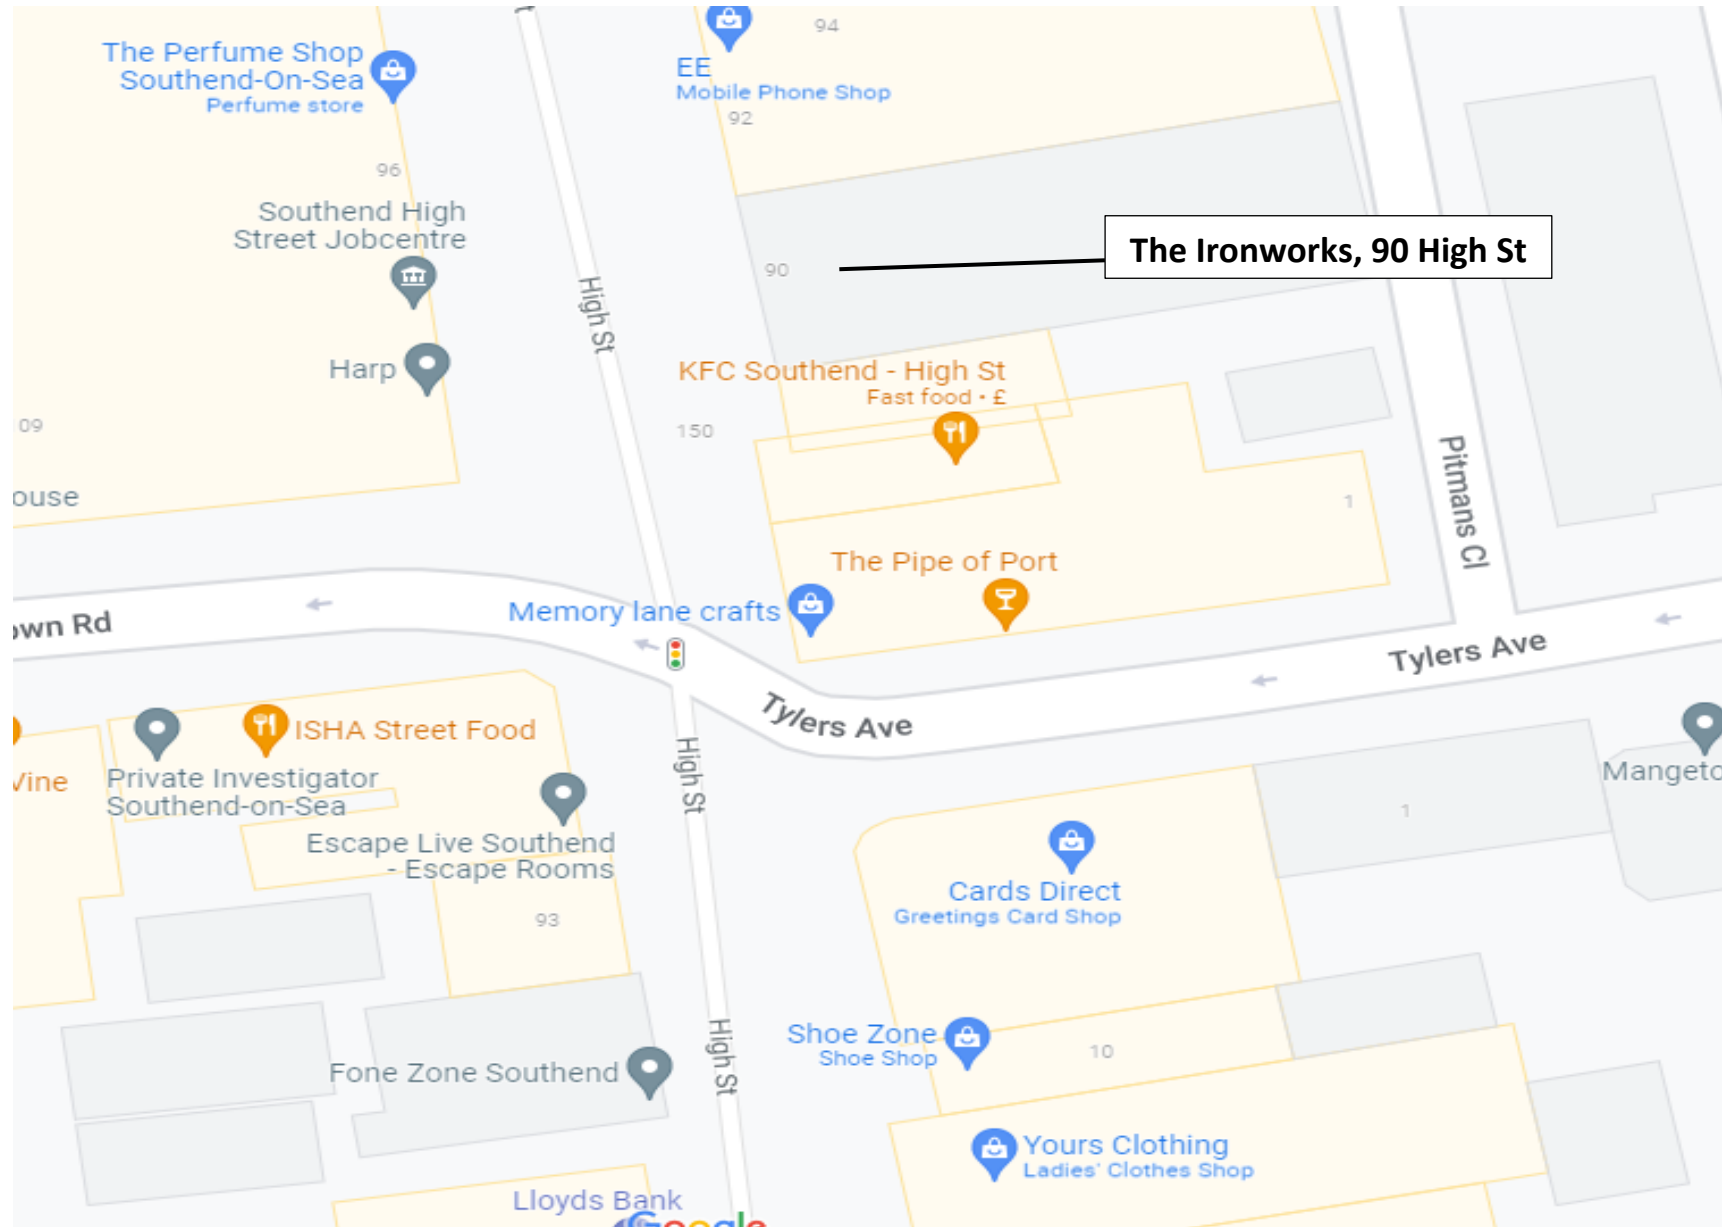 The Perfume Shop
Southend-On-Sea
Perfume store
94
EE
Mobile Phone Shop
92
96
Southend High
Street Jobcentre
The Ironworks, 90 High St
90
High St
Harp
KFC Southend - High St
Fast food • £
150
09
ouse
Pitmans Cl
1
The Pipe of Port
Memory lane crafts
own Rd
Tylers Ave
Tylers Ave
ISHA Street Food
Vine
Private Investigator
Southend-on-Sea
High St
Mangeto
1
Escape Live Southend
- Escape Rooms
Cards Direct
Greetings Card Shop
93
Shoe Zone
Shoe Shop
10
High St
Fone Zone Southend
Yours Clothing
Ladies' Clothes Shop
Lloyds Bank
Google